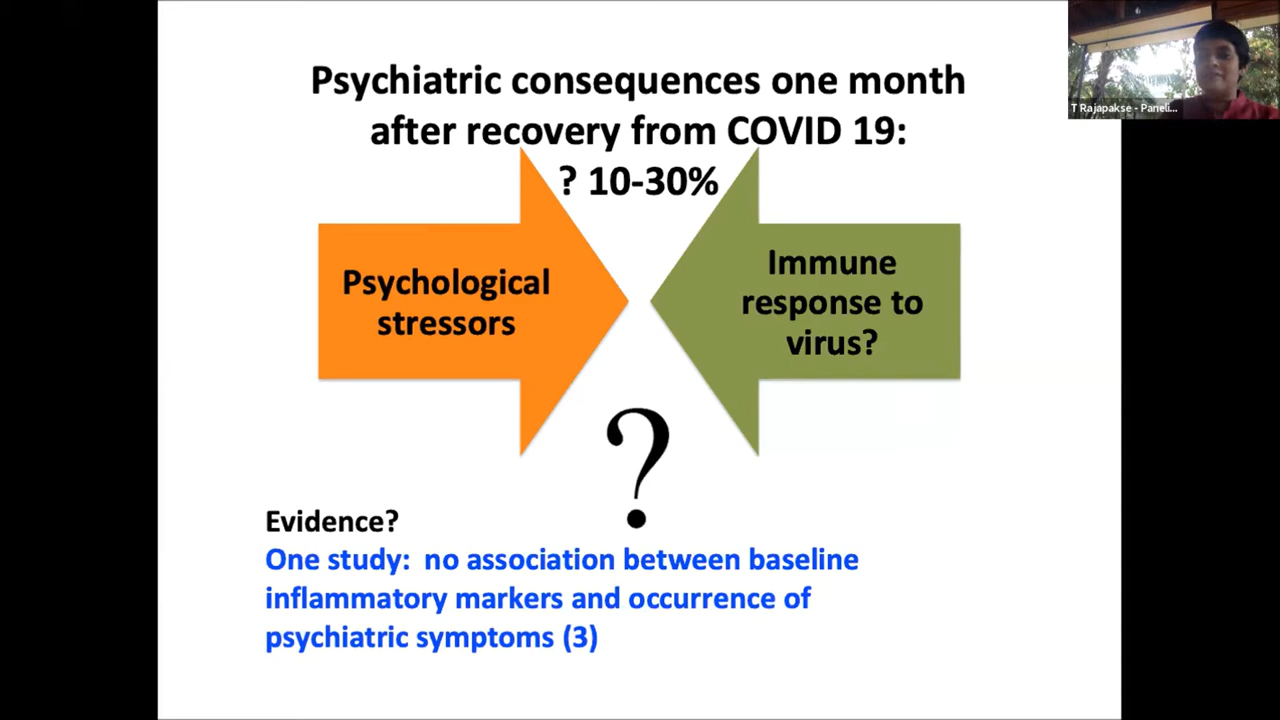 Psychiatric consequences one month
after recovery from COVID 19:
? 10-30%
T Rajapakse - Paneli...
Psychological
stressors
Immune
response to
virus?
?
Evidence?
One study:  no association between baseline
inflammatory markers and occurrence of
psychiatric symptoms (3)